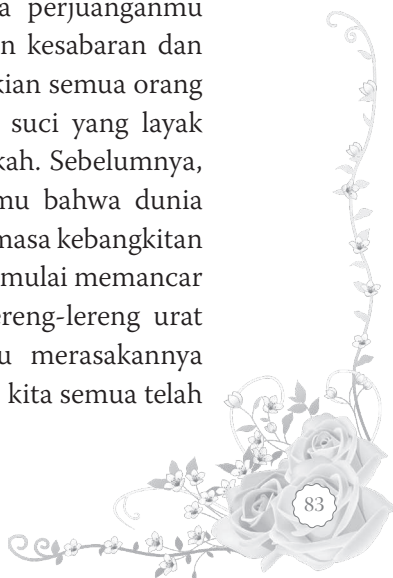 perjuanganmu
n kesabaran dan
kian semua orang
suci yang layak
kah. Sebelumnya,
mu bahwa dunia
masa kebangkitan
mulai memancar
ereng-lereng urat
u merasakannya
kita semua telah
83